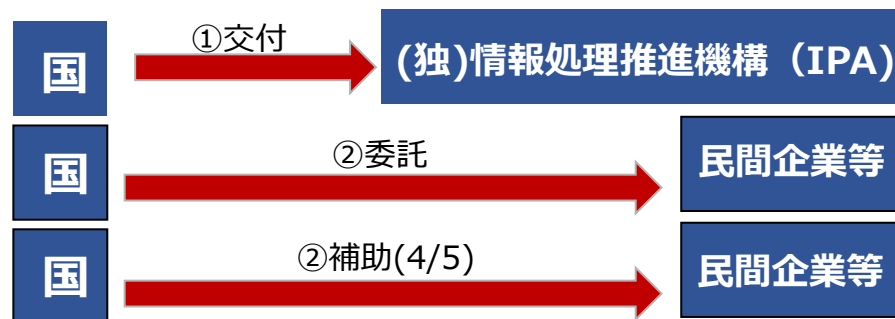 ①交付
国
(独)情報処理推進機構（IPA)
②委託
国
民間企業等
②補助(4/5)
国
民間企業等